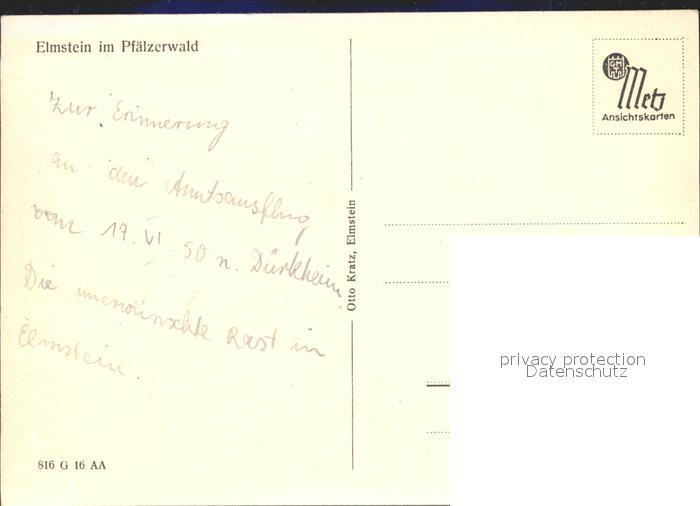 Elmstein im Pfälzerwald
Metz
Ansichtskarten
Zur Erinnerung
an den Amtsausflug
vom 17. VI. 50 n. Dürkheim.
Die unerwünschte Rast in
Elmstein.
Otto Kratz, Elmstein
816 G 16 AA
privacy protection
Datenschutz